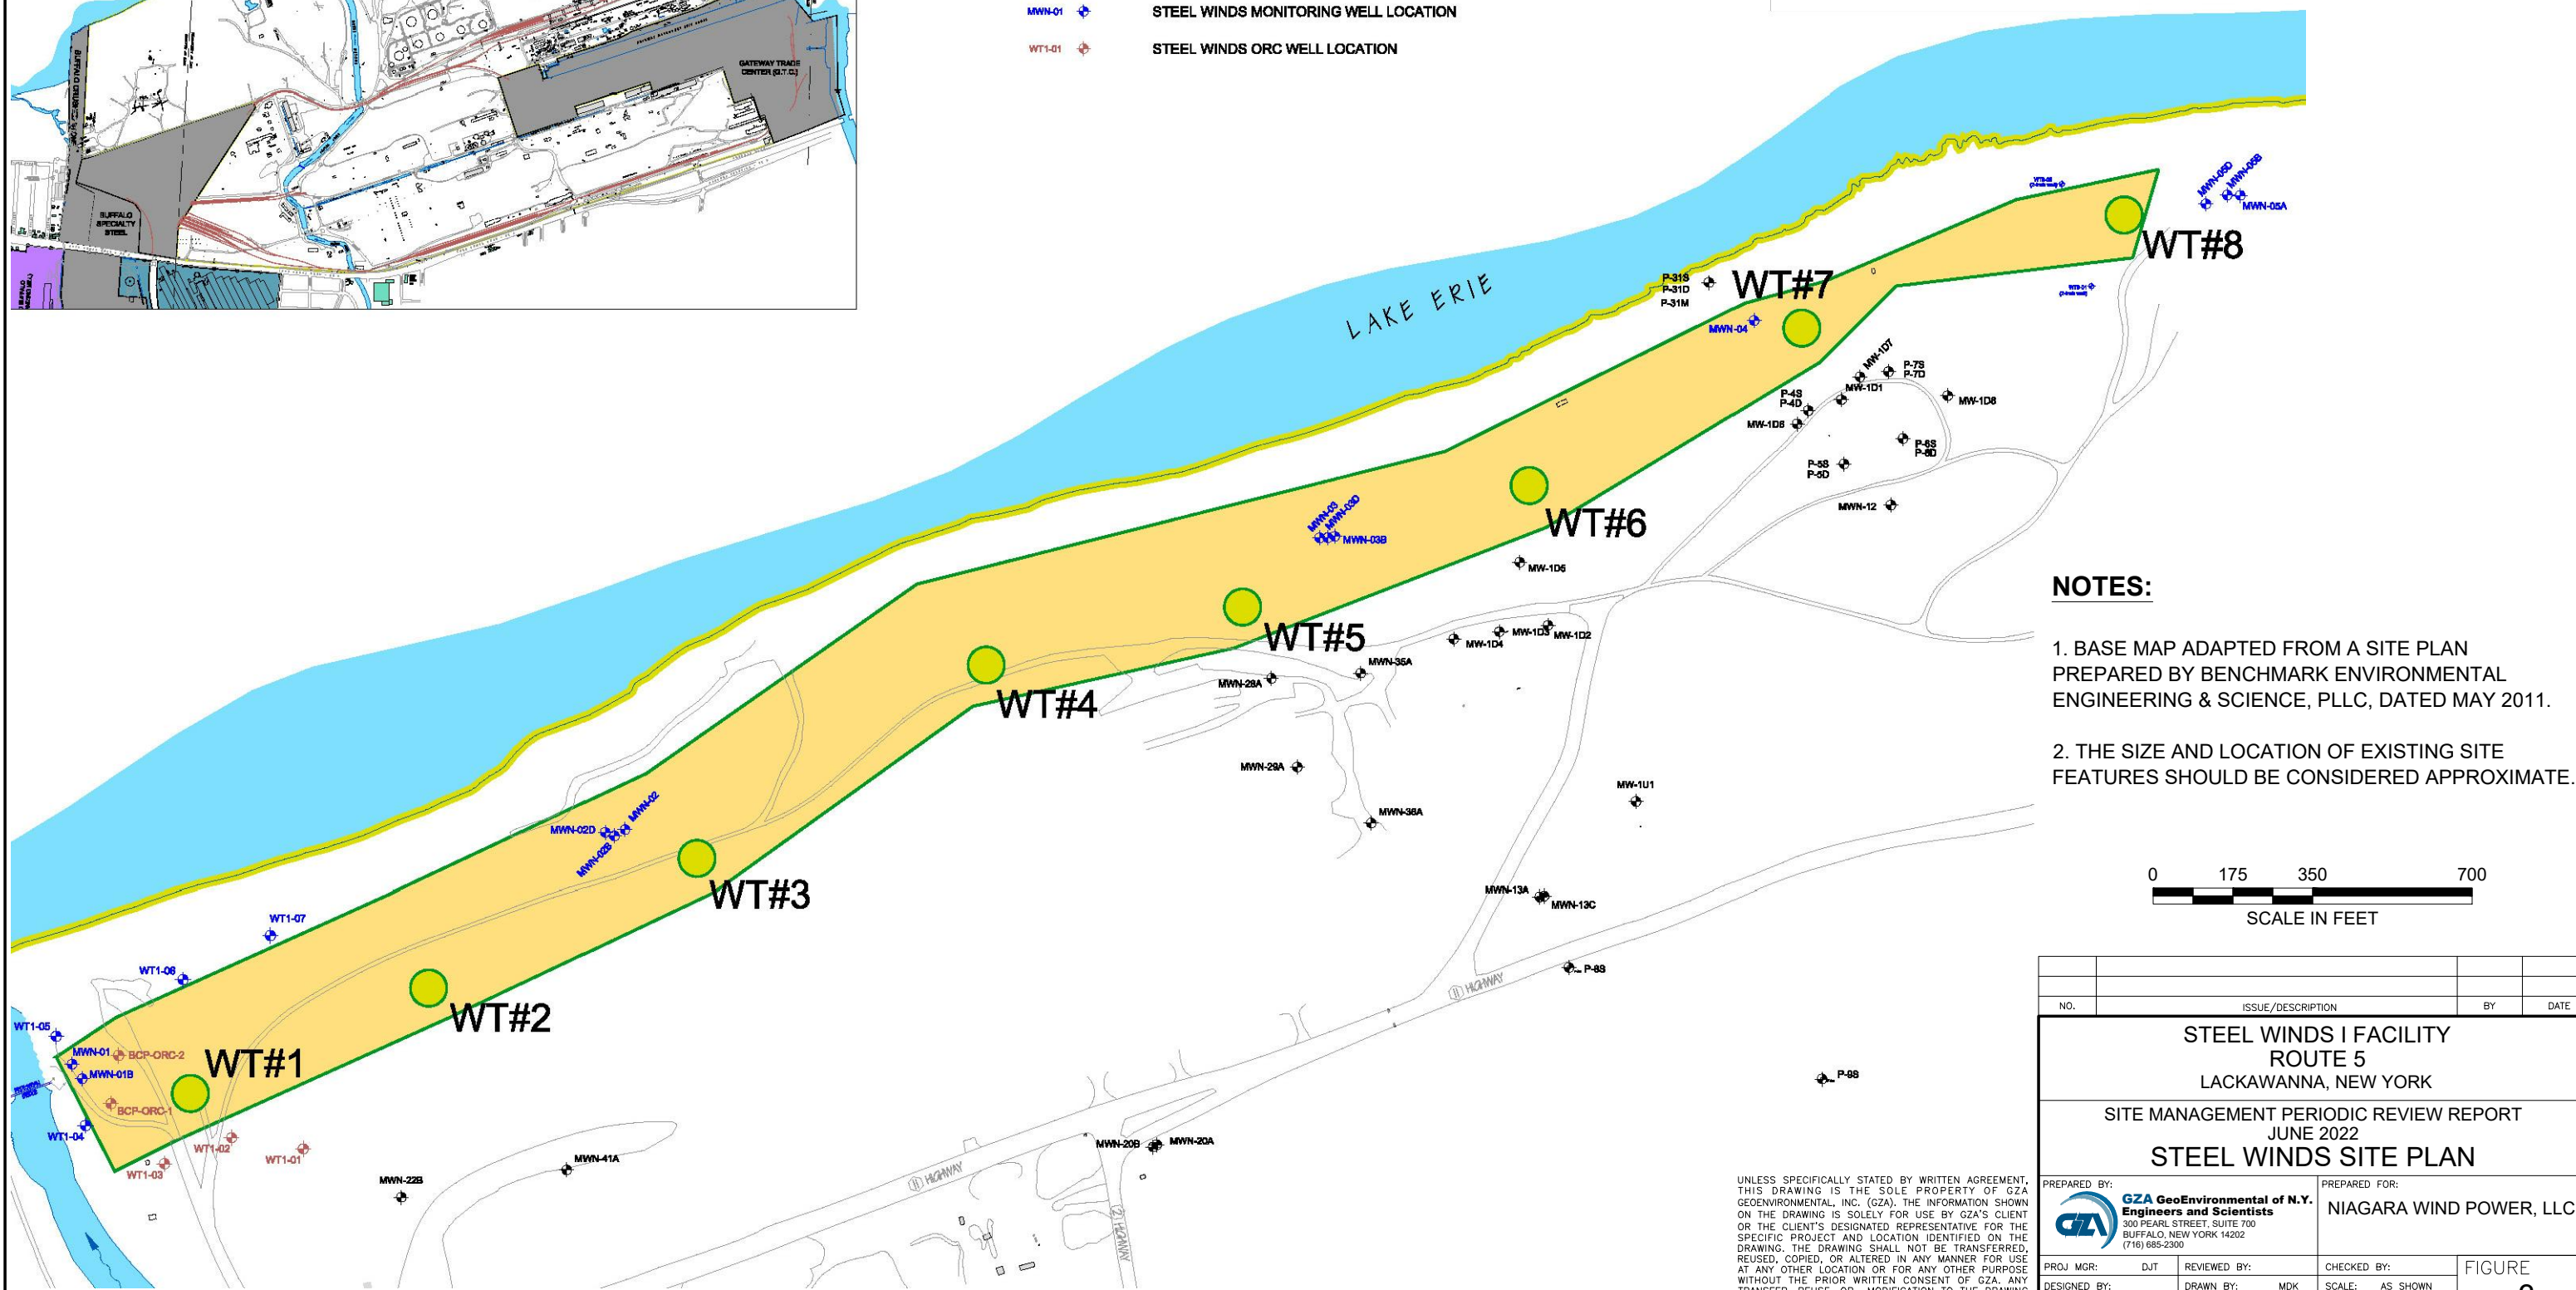 MWN-01 STEEL WINDS MONITORING WELL LOCATION
WT1-01 STEEL WINDS ORC WELL LOCATION
GATEWAY TRADE
CENTER (G.T.C.)
BUFFALO
SPECIALTY
STEEL
LAKE ERIE
MWN-05D
MWN-05B
MWN-05A
WT#8
P-31S
P-31D
P-31M
WT#7
MWN-04
MW-1D7
P-7S
P-7D
MW-1D1
P-4S
P-4D
MW-1D8
P-6S
P-6D
P-5S
P-5D
MWN-12
WT#6
MWN-03
MWN-03D
MWN-03B
MW-1D5
WT#5
MW-1D4
MW-1D3
MW-1D2
MWN-35A
MWN-28A
WT#4
MWN-29A
MWN-36A
MW-1U1
MWN-02D
MWN-02
MWN-02B
WT#3
MWN-13A
MWN-13C
WT1-07
WT1-06
WT#2
P-8S
HIGHWAY
WT1-05
MWN-01
BCP-ORC-2
MWN-01B
WT#1
BCP-ORC-1
WT1-04
WT1-02
WT1-01
WT1-03
P-9S
MWN-20B
MWN-20A
MWN-41A
MWN-22B
HIGHWAY
(2) HIGHWAY
NOTES:
1. BASE MAP ADAPTED FROM A SITE PLAN
PREPARED BY BENCHMARK ENVIRONMENTAL
ENGINEERING & SCIENCE, PLLC, DATED MAY 2011.
2. THE SIZE AND LOCATION OF EXISTING SITE
FEATURES SHOULD BE CONSIDERED APPROXIMATE.
0 175 350 700
SCALE IN FEET
NO. ISSUE/DESCRIPTION BY DATE
STEEL WINDS I FACILITY
ROUTE 5
LACKAWANNA, NEW YORK
SITE MANAGEMENT PERIODIC REVIEW REPORT
JUNE 2022
STEEL WINDS SITE PLAN
UNLESS SPECIFICALLY STATED BY WRITTEN AGREEMENT,
THIS DRAWING IS THE SOLE PROPERTY OF GZA
GEOENVIRONMENTAL, INC. (GZA). THE INFORMATION SHOWN
ON THE DRAWING IS SOLELY FOR USE BY GZA'S CLIENT
OR THE CLIENT'S DESIGNATED REPRESENTATIVE FOR THE
SPECIFIC PROJECT AND LOCATION IDENTIFIED ON THE
DRAWING. THE DRAWING SHALL NOT BE TRANSFERRED,
REUSED, COPIED, OR ALTERED IN ANY MANNER FOR USE
AT ANY OTHER LOCATION OR FOR ANY OTHER PURPOSE
WITHOUT THE PRIOR WRITTEN CONSENT OF GZA. ANY
TRANSFER, REUSE, OR MODIFICATION TO THE DRAWING
PREPARED BY:
GZA
GZA GeoEnvironmental of N.Y.
Engineers and Scientists
300 PEARL STREET, SUITE 700
BUFFALO, NEW YORK 14202
(716) 685-2300
PREPARED FOR:
NIAGARA WIND POWER, LLC
PROJ MGR: DJT REVIEWED BY: CHECKED BY: FIGURE
DESIGNED BY: DRAWN BY: MDK SCALE: AS SHOWN